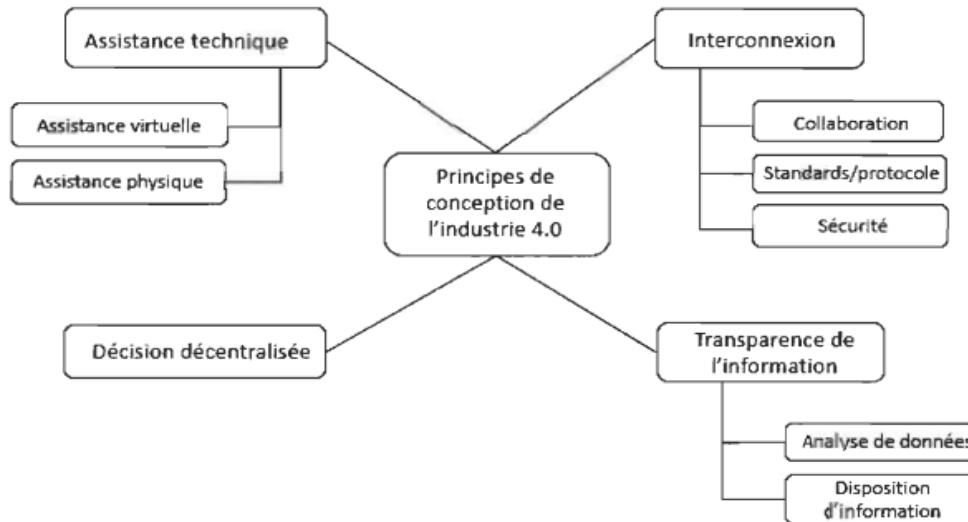 Assistance technique
Assistance virtuelle
Assistance physique
Interconnexion
Collaboration
Standards/protocole
Sécurité
Principes de
conception de
l'industrie 4.0
Décision décentralisée
Transparence de
l'information
Analyse de données
Disposition
d'information